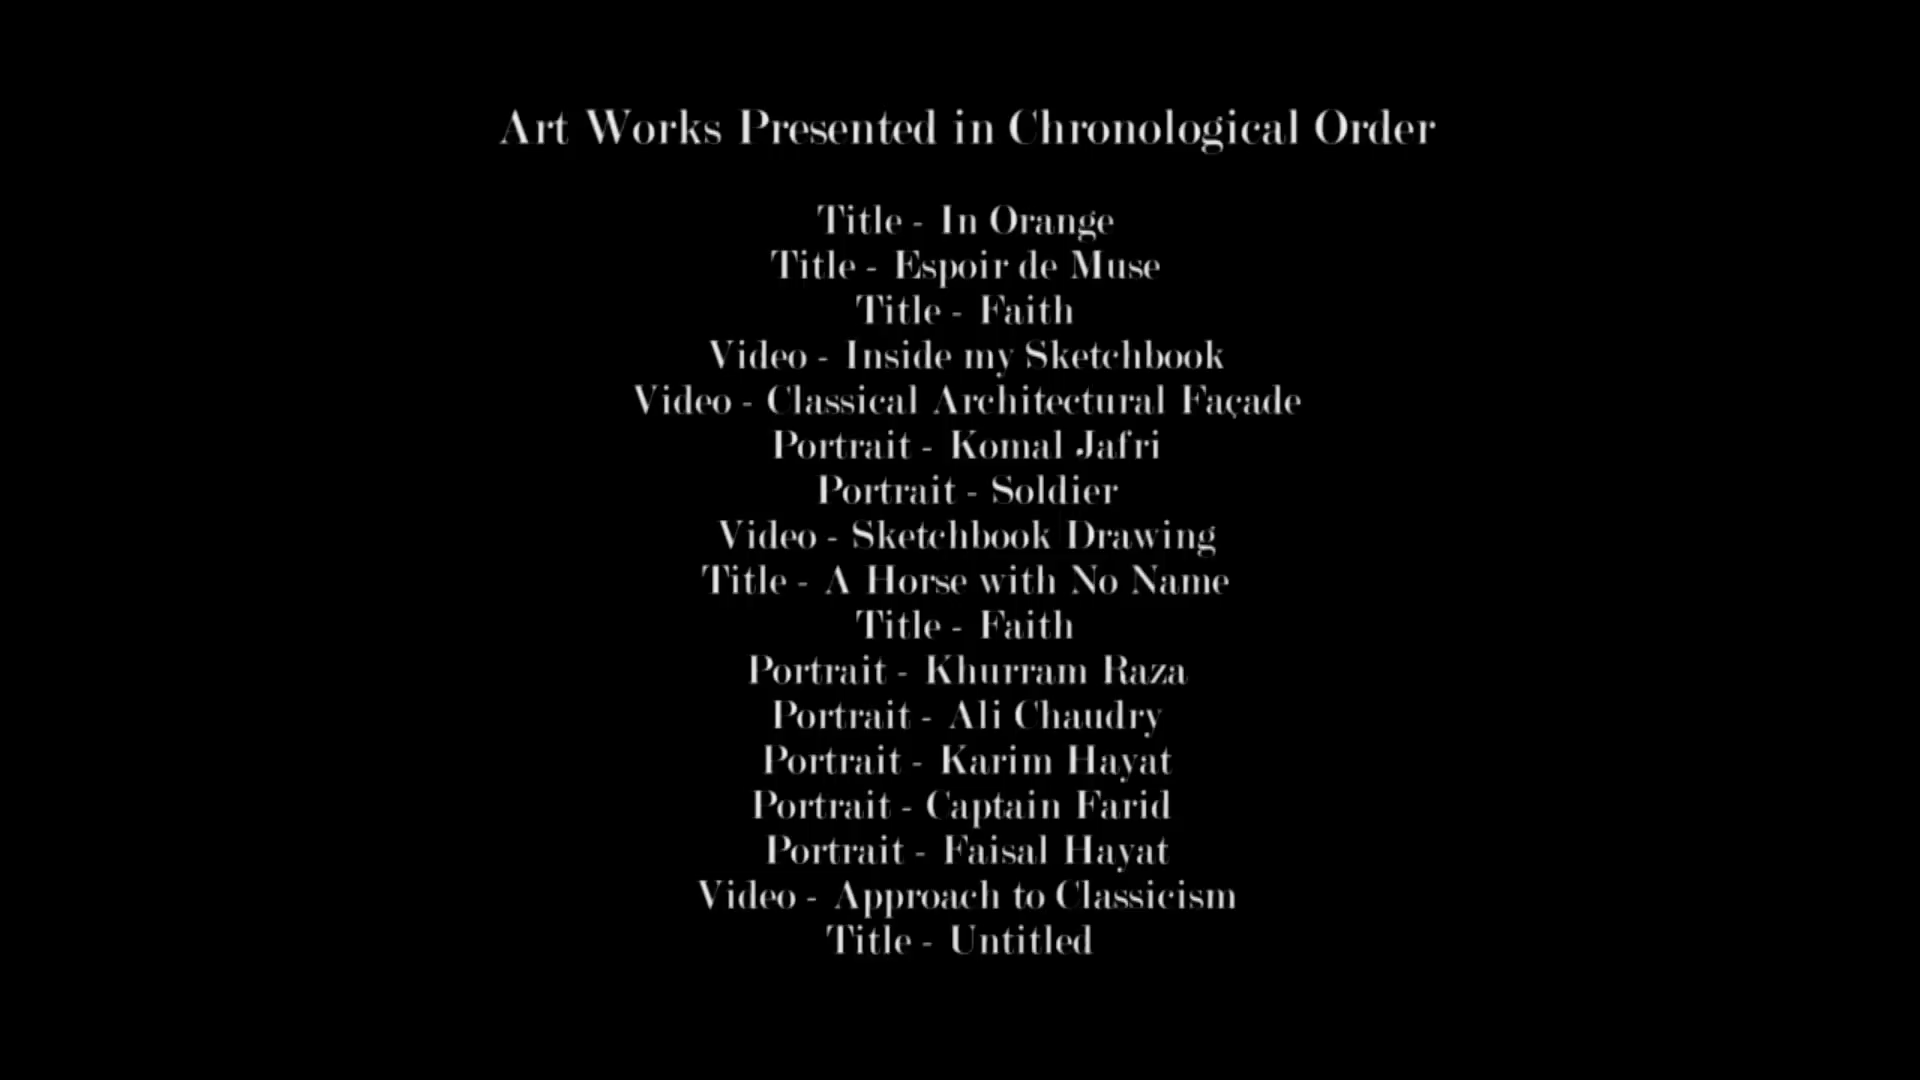 Art Works Presented in Chronological Order
Title - In Orange
Title - Espoir de Muse
Title - Faith
Video - Inside my Sketchbook
Video - Classical Architectural Façade
Portrait - Komal Jafri
Portrait - Soldier
Video - Sketchbook Drawing
Title - A Horse with No Name
Title - Faith
Portrait - Khurram Raza
Portrait - Ali Chaudry
Portrait - Karim Hayat
Portrait - Captain Farid
Portrait - Faisal Hayat
Video - Approach to Classicism
Title - Untitled